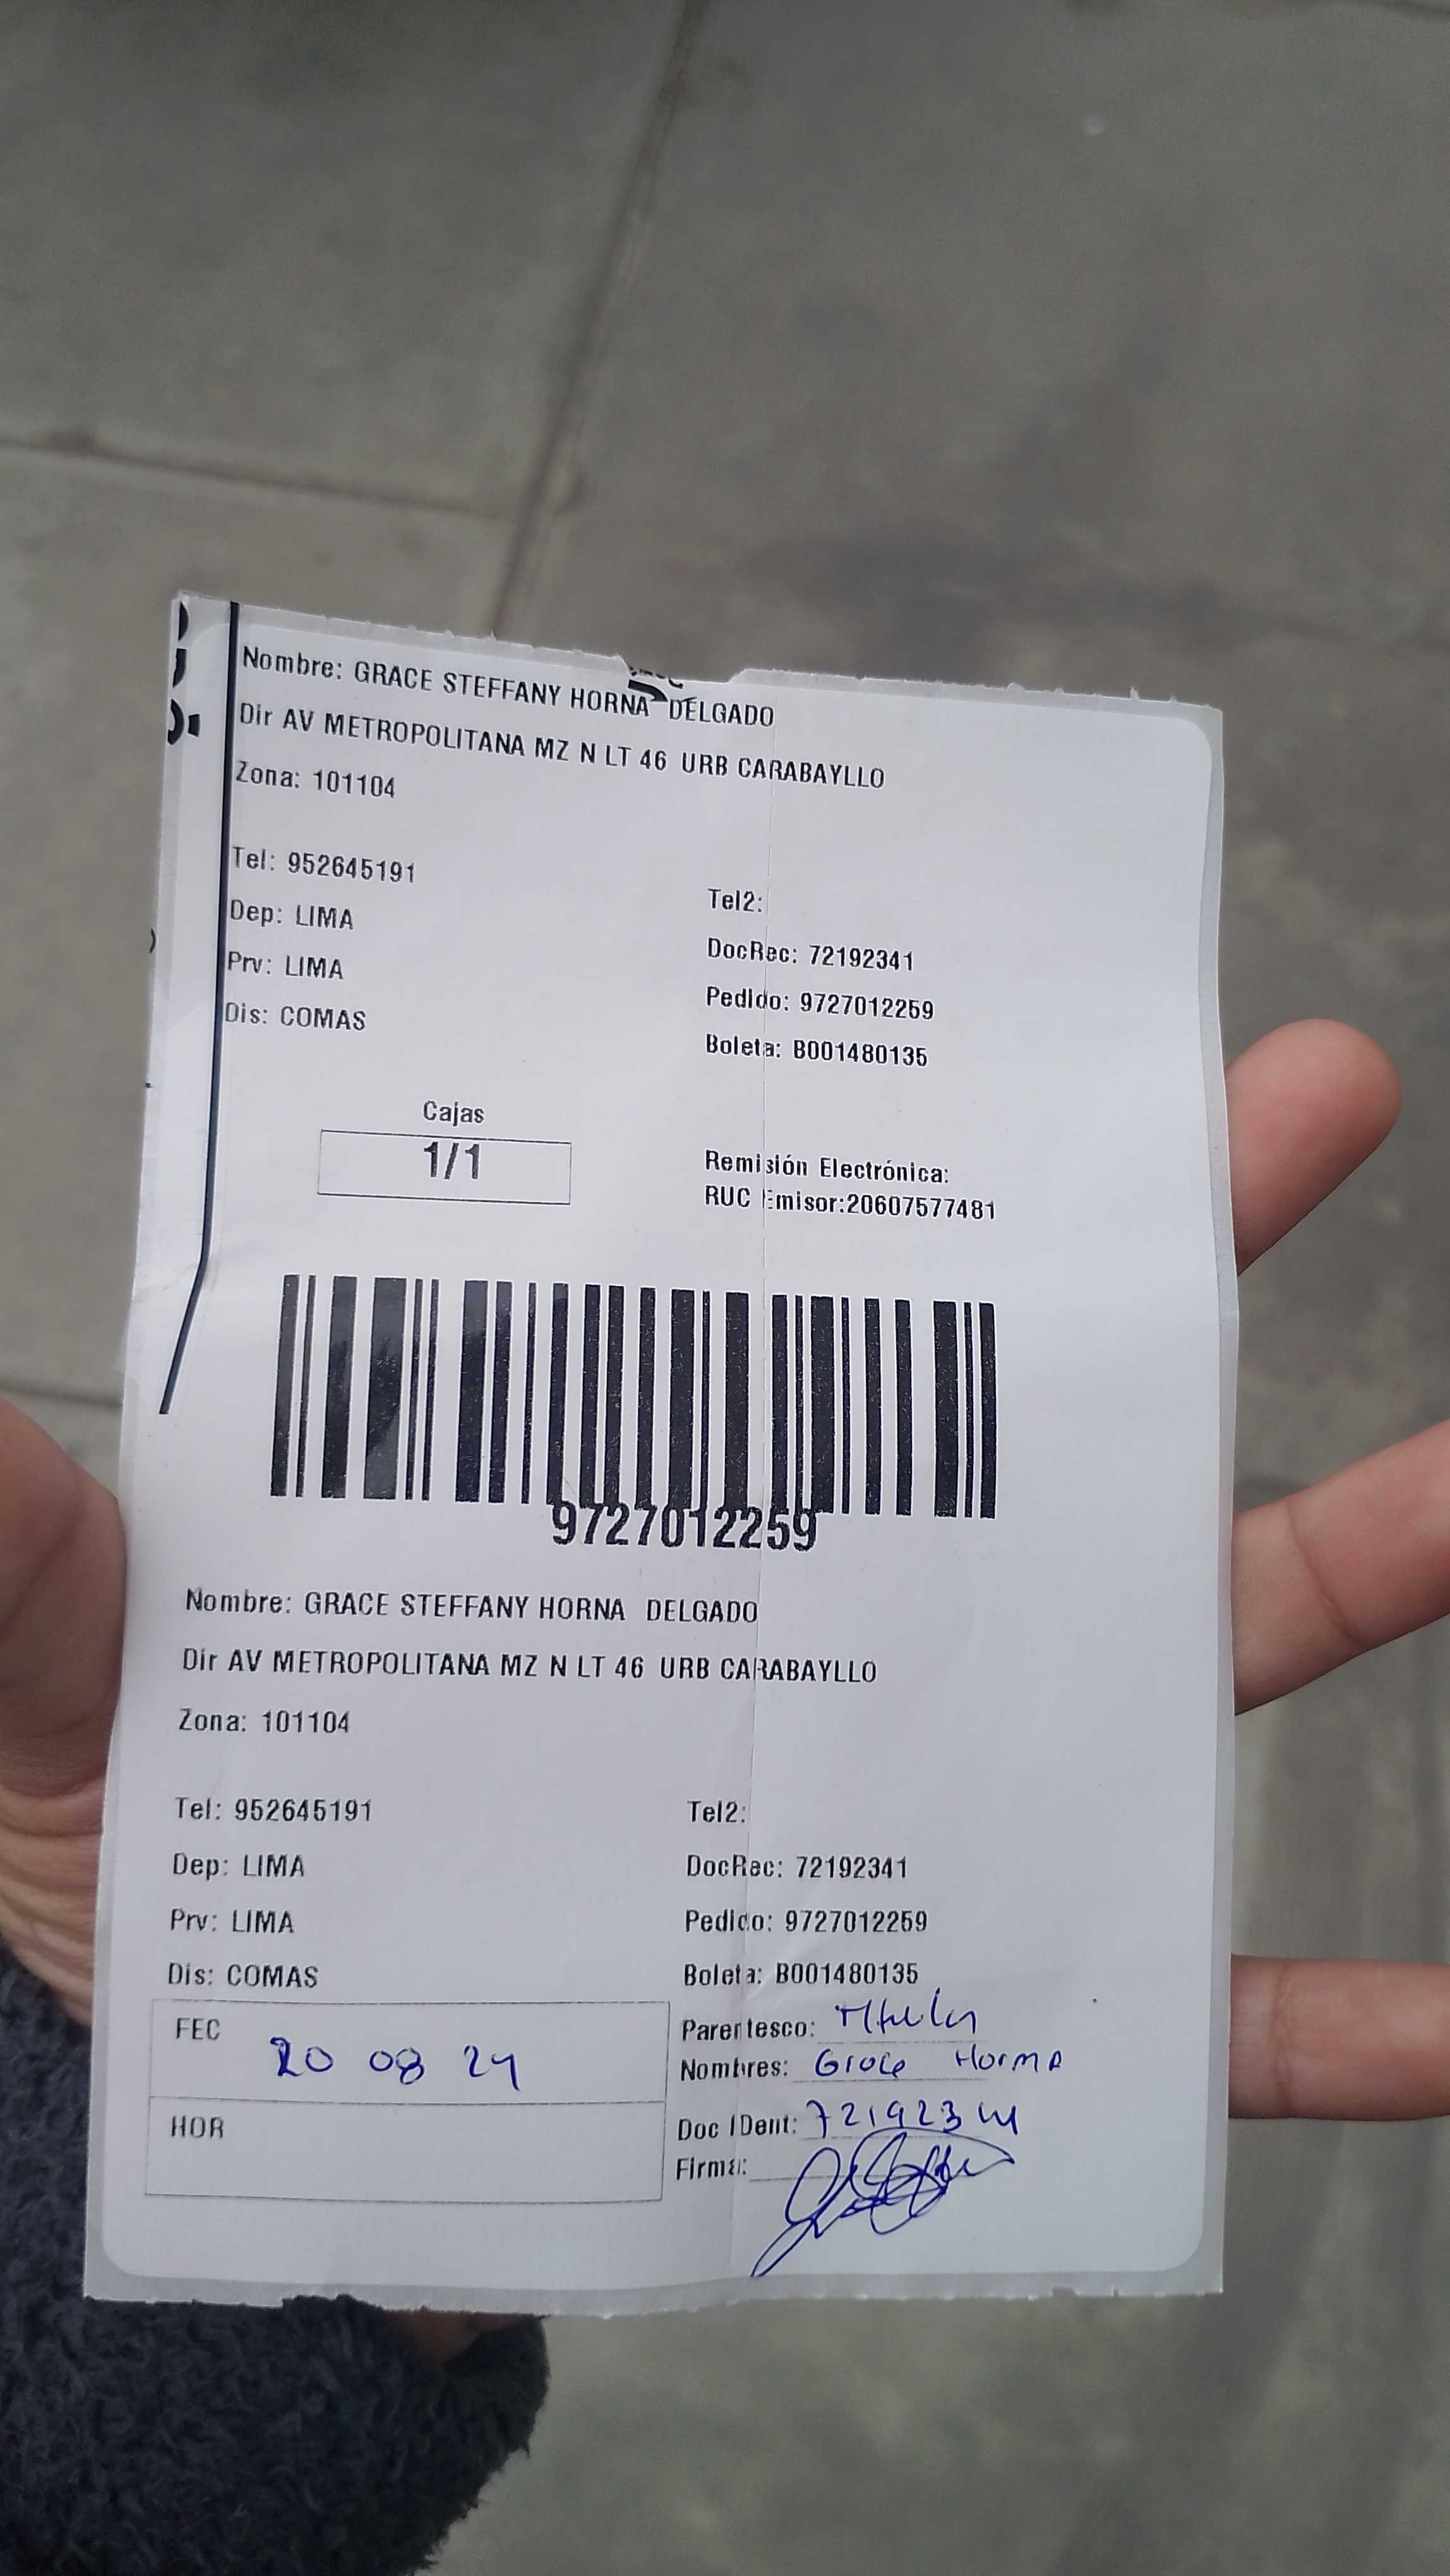 Nombre: GRACE STEFFANY HORNA DELGADO
Dir AV METROPOLITANA MZ N LT 46 URB CARABAYLLO
Zona: 101104
Tel: 952645191
Tel2:
Dep: LIMA
DocRec: 72192341
Prv: LIMA
Pedido: 9727012259
Dis: COMAS
Boleta: B001480135
Cajas
1/1
Remisión Electrónica:
RUC Emisor:20607577481
9727012259
Nombre: GRACE STEFFANY HORNA DELGADO
Dir AV METROPOLITANA MZ N LT 46 URB CARABAYLLO
Zona: 101104
Tel: 952645191
Tel2:
Dep: LIMA
DocRec: 72192341
Prv: LIMA
Pedido: 9727012259
Dis: COMAS
Boleta: B001480135
FEC 20 08 24
Parentesco: Titular
Nombres: Grace Horna
HOR
Doc IDent: 72192341
Firma: